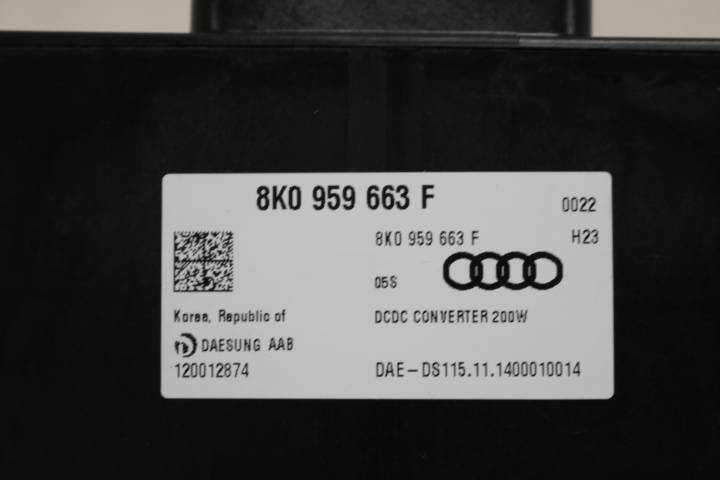 8K0 959 663 F
0022
8K0 959 663 F
H23
05S
Korea, Republic of
DCDC CONVERTER 200W
DAESUNG AAB
120012874
DAE-DS115.11.1400010014